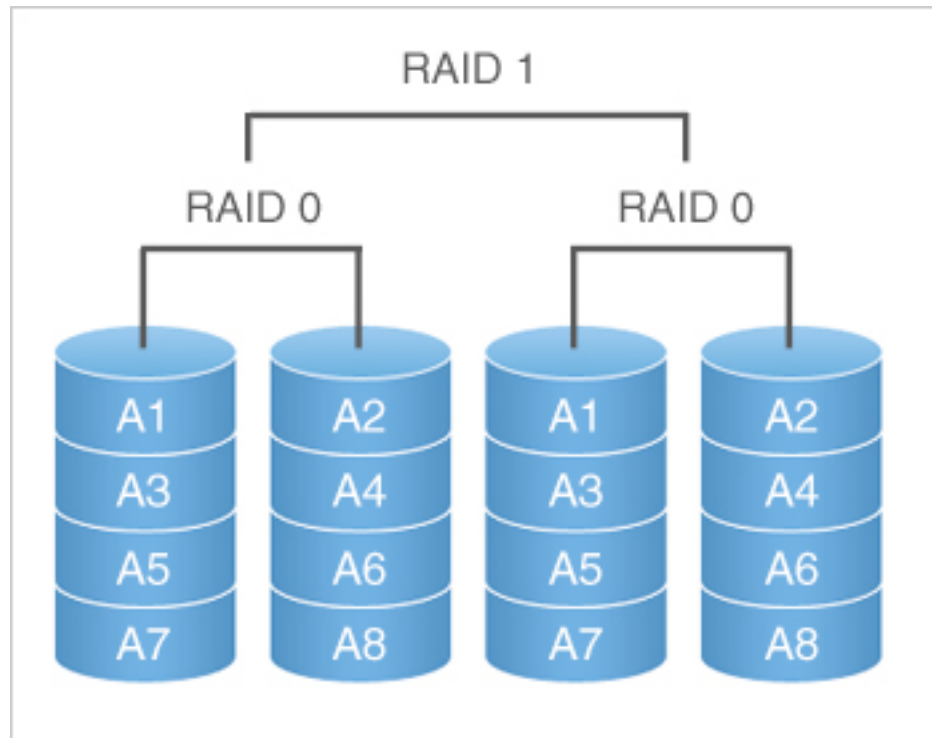 RAID 1
RAID 0 RAID 0
A1 A2 A1 A2
A3 A4 A3 A4
A5 A6 A5 A6
A7 A8 A7 A8